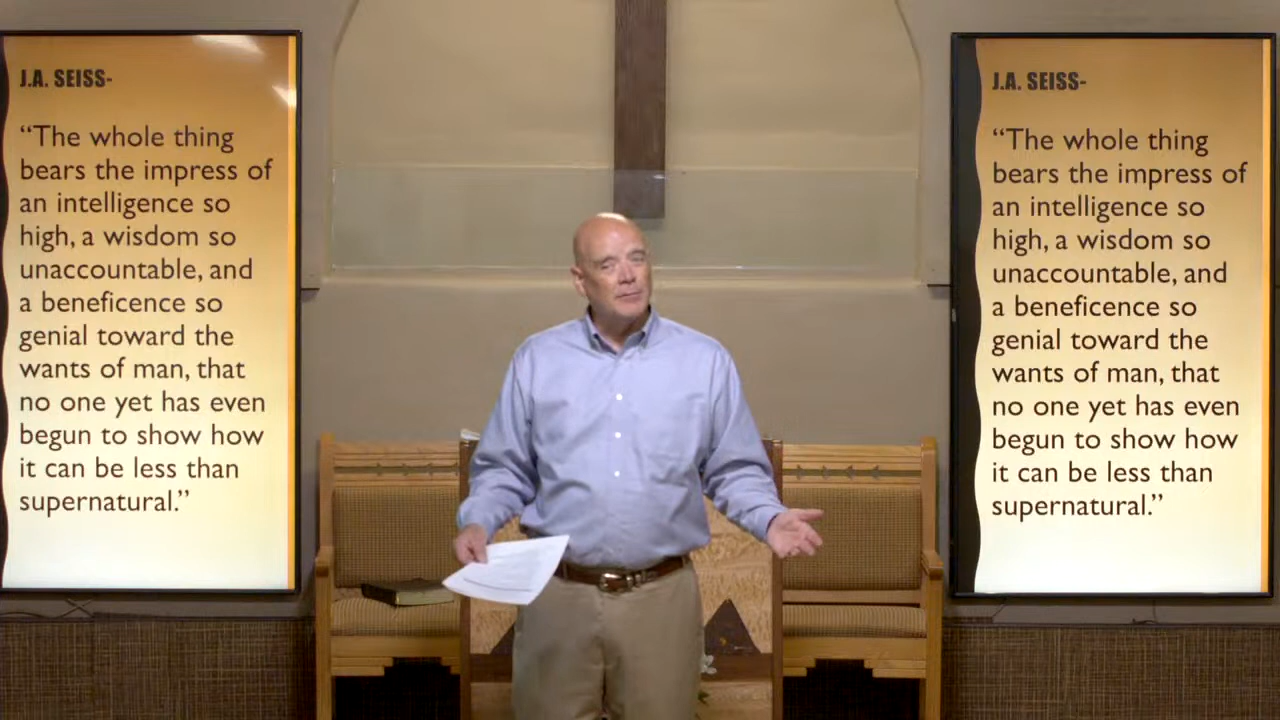 J.A. SEISS-
“The whole thing
bears the impress of
an intelligence so
high, a wisdom so
unaccountable, and
a beneficence so
genial toward the
wants of man, that
no one yet has even
begun to show how
it can be less than
supernatural.”
J.A. SEISS-
“The whole thing
bears the impress of
an intelligence so
high, a wisdom so
unaccountable, and
a beneficence so
genial toward the
wants of man, that
no one yet has even
begun to show how
it can be less than
supernatural.”